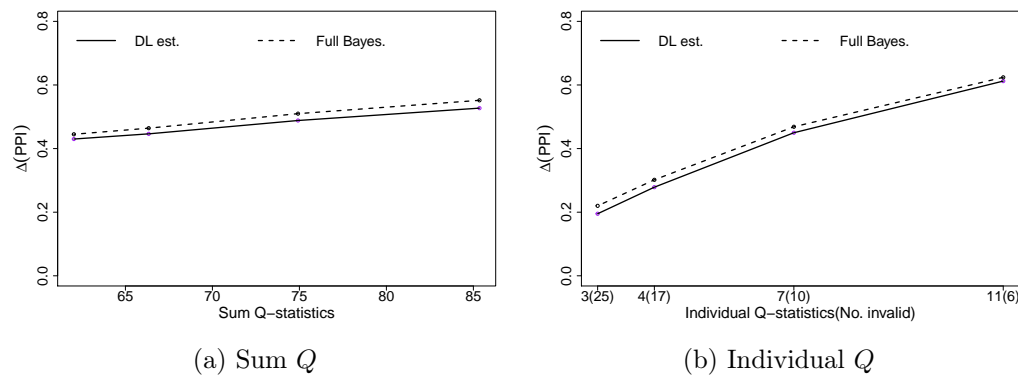 DL est.
Full Bayes.
Δ(PPI)
0.0
0.2
0.4
0.6
0.8
65
70
75
80
85
Sum Q−statistics
(a) Sum Q
DL est.
Full Bayes.
Δ(PPI)
0.0
0.2
0.4
0.6
0.8
3(25)
4(17)
7(10)
11(6)
Individual Q−statistics(No. invalid)
(b) Individual Q